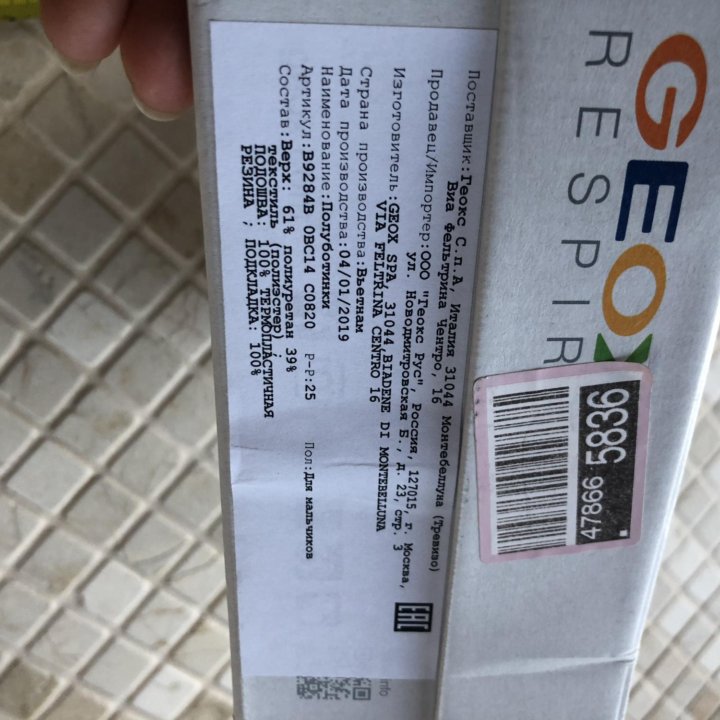 GEOX
RESPIR
Поставщик:Геокс С.п.А, Италия 31044 Монтебеллуна (Тревизо)
Виа Фельтрина Чентро, 16
Продавец/Импортер:ООО "Геокс Рус", Россия, 127015, г. Москва,
ул. Новодмитровская Б., д. 23, стр. 3
Изготовитель:GEOX SPA 31044 BIADENE DI MONTEBELLUNA
VIA FELTRINA CENTRO 16
Страна производства:Вьетнам
Дата производства:04/01/2019
Наименование:Полуботинки
Артикул:B9284B 0BC14 C0820 Р-Р:25 Пол:Для мальчиков
Состав:Верх: 61% полиуретан 39%
текстиль (полиэстер) ;
ПОДОШВА: 100% ТЕРМОПЛАСТИЧНАЯ
РЕЗИНА ; ПОДКЛАДКА: 100%
EAC
47866 5836